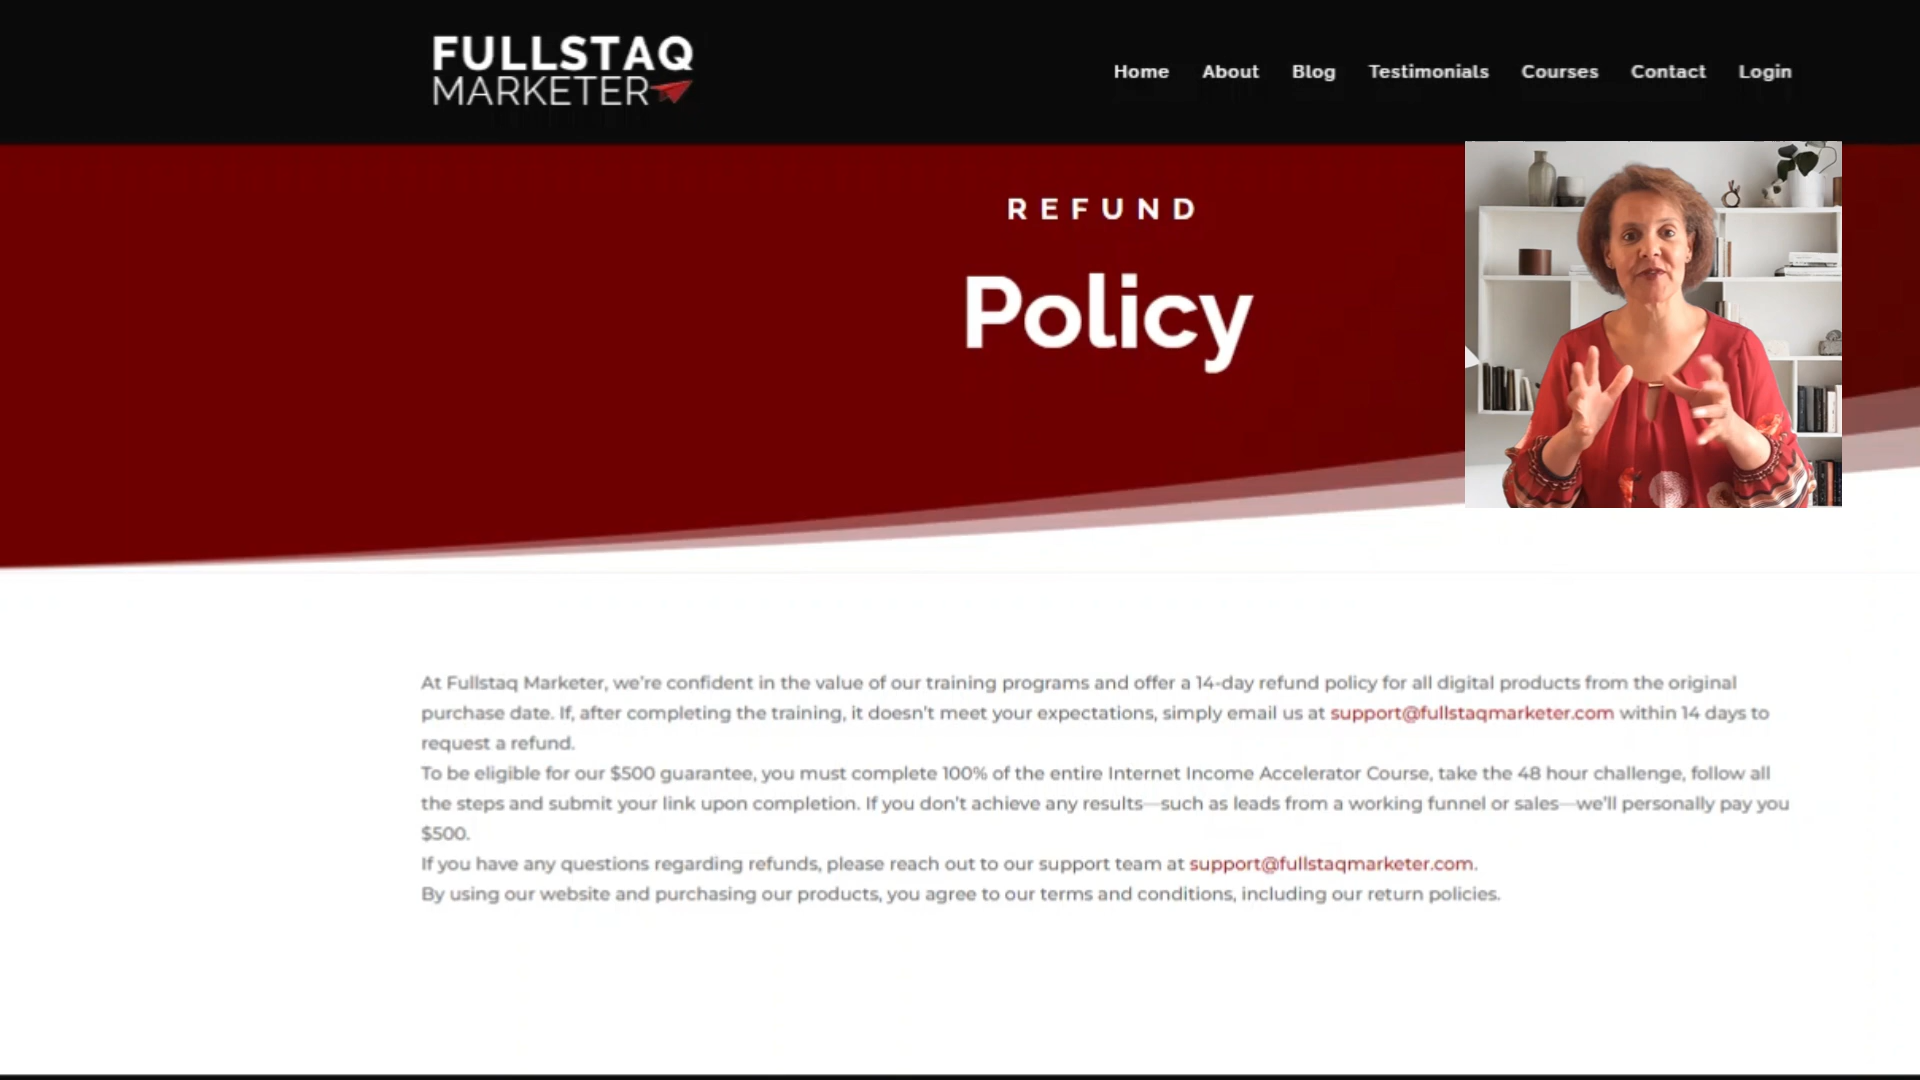 FULLSTAQ
MARKETER
Home About Blog Testimonials Courses Contact Login
REFUND
Policy
At Fullstaq Marketer, we're confident in the value of our training programs and offer a 14-day refund policy for all digital products from the original
purchase date. If, after completing the training, it doesn't meet your expectations, simply email us at support@fullstaqmarketer.com within 14 days to
request a refund.
To be eligible for our $500 guarantee, you must complete 100% of the entire Internet Income Accelerator Course, take the 48 hour challenge, follow all
the steps and submit your link upon completion. If you don't achieve any results—such as leads from a working funnel or sales—we'll personally pay you
$500.
If you have any questions regarding refunds, please reach out to our support team at support@fullstaqmarketer.com.
By using our website and purchasing our products, you agree to our terms and conditions, including our return policies.